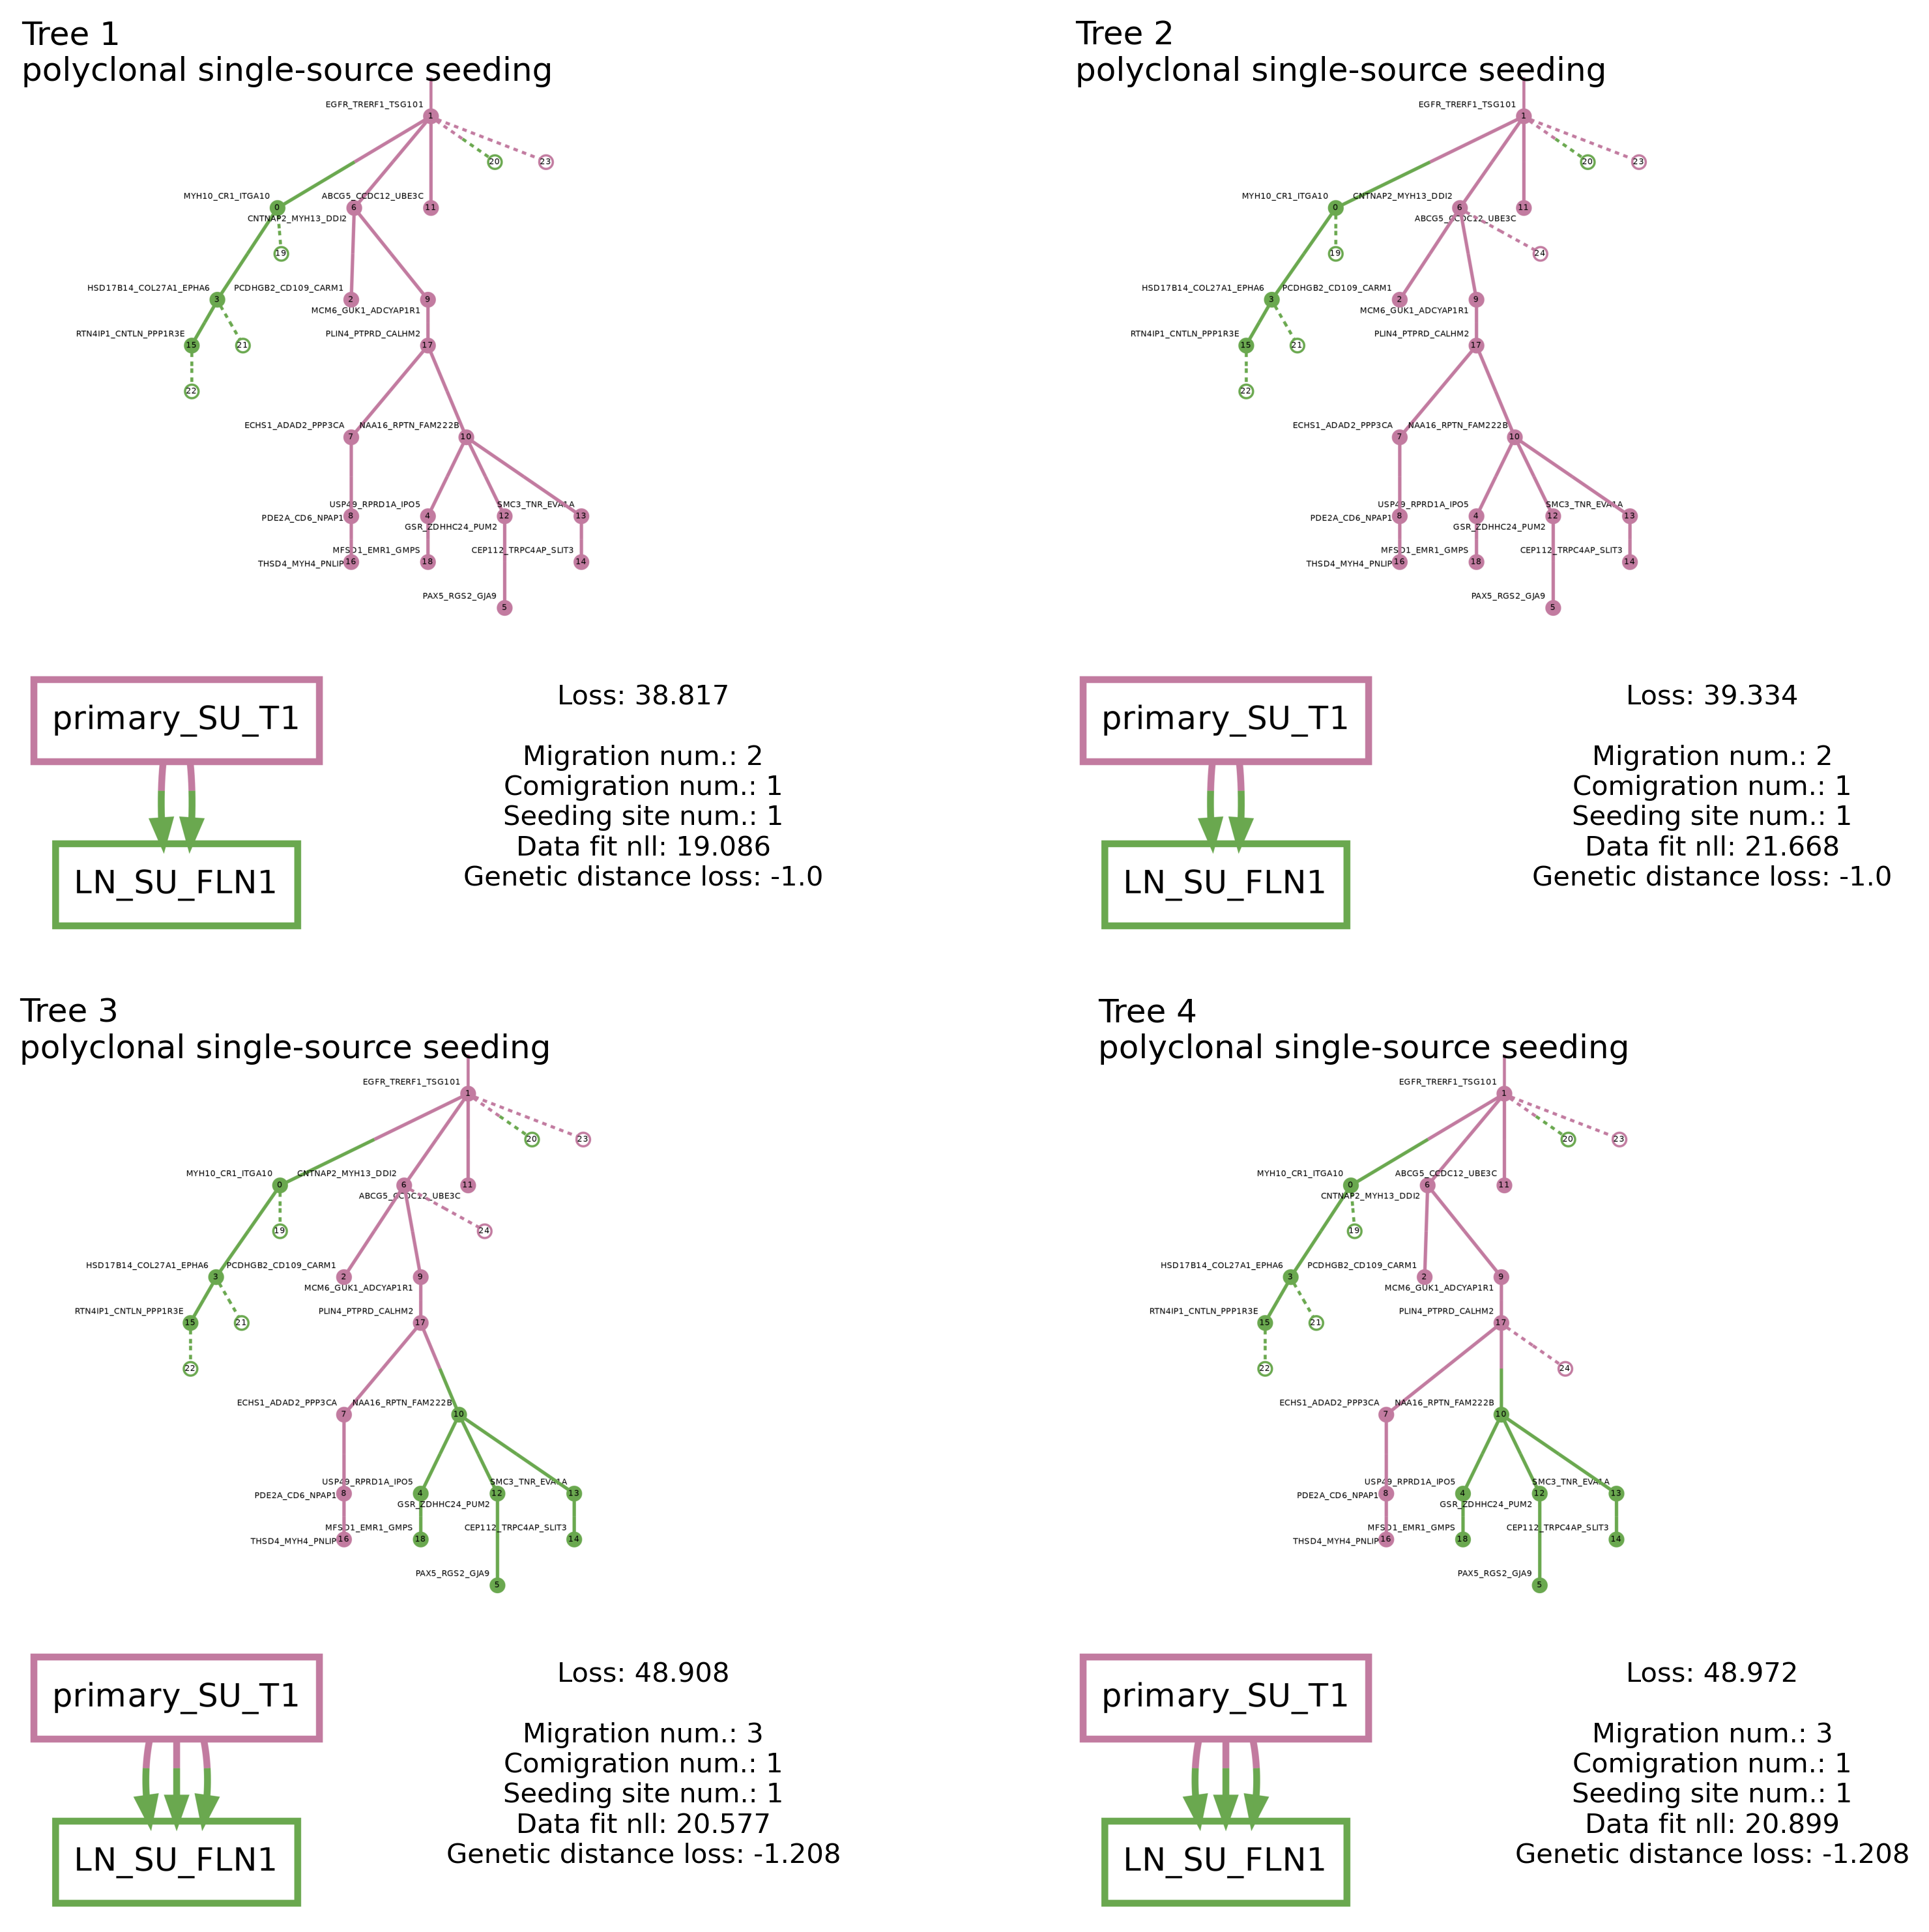 Tree 1
polyclonal single-source seeding
EGFR_TRERF1_TSG101
1
20
23
MYH10_CR1_ITGA10
ABCG5_CCDC12_UBE3C
0
6
11
CNTNAP2_MYH13_DDI2
19
HSD17B14_COL27A1_EPHA6
PCDHGB2_CD109_CARM1
3
2
9
MCM6_GUK1_ADCYAP1R1
RTN4IP1_CNTLN_PPP1R3E
PLIN4_PTPRD_CALHM2
15
21
17
22
ECHS1_ADAD2_PPP3CA
NAA16_RPTN_FAM222B
7
10
USP49_RPRD1A_IPO5
SMC3_TNR_EVA1A
PDE2A_CD6_NPAP1
8
4
12
13
GSR_ZDHHC24_PUM2
MFSD1_EMR1_GMPS
CEP112_TRPC4AP_SLIT3
THSD4_MYH4_PNLIP
16
18
14
PAX5_RGS2_GJA9
5
primary_SU_T1
LN_SU_FLN1
Loss: 38.817
Migration num.: 2
Comigration num.: 1
Seeding site num.: 1
Data fit nll: 19.086
Genetic distance loss: -1.0
Tree 2
polyclonal single-source seeding
EGFR_TRERF1_TSG101
1
20
23
MYH10_CR1_ITGA10
CNTNAP2_MYH13_DDI2
0
6
11
ABCG5_CCDC12_UBE3C
19
24
HSD17B14_COL27A1_EPHA6
PCDHGB2_CD109_CARM1
3
2
9
MCM6_GUK1_ADCYAP1R1
RTN4IP1_CNTLN_PPP1R3E
PLIN4_PTPRD_CALHM2
15
21
17
22
ECHS1_ADAD2_PPP3CA
NAA16_RPTN_FAM222B
7
10
USP49_RPRD1A_IPO5
SMC3_TNR_EVA1A
PDE2A_CD6_NPAP1
8
4
12
13
GSR_ZDHHC24_PUM2
MFSD1_EMR1_GMPS
CEP112_TRPC4AP_SLIT3
THSD4_MYH4_PNLIP
16
18
14
PAX5_RGS2_GJA9
5
primary_SU_T1
LN_SU_FLN1
Loss: 39.334
Migration num.: 2
Comigration num.: 1
Seeding site num.: 1
Data fit nll: 21.668
Genetic distance loss: -1.0
Tree 3
polyclonal single-source seeding
EGFR_TRERF1_TSG101
1
20
23
MYH10_CR1_ITGA10
CNTNAP2_MYH13_DDI2
0
6
11
ABCG5_CCDC12_UBE3C
19
24
HSD17B14_COL27A1_EPHA6
PCDHGB2_CD109_CARM1
3
2
9
MCM6_GUK1_ADCYAP1R1
RTN4IP1_CNTLN_PPP1R3E
PLIN4_PTPRD_CALHM2
15
21
17
22
ECHS1_ADAD2_PPP3CA
NAA16_RPTN_FAM222B
7
10
USP49_RPRD1A_IPO5
SMC3_TNR_EVA1A
PDE2A_CD6_NPAP1
8
4
12
13
GSR_ZDHHC24_PUM2
MFSD1_EMR1_GMPS
CEP112_TRPC4AP_SLIT3
THSD4_MYH4_PNLIP
16
18
14
PAX5_RGS2_GJA9
5
primary_SU_T1
LN_SU_FLN1
Loss: 48.908
Migration num.: 3
Comigration num.: 1
Seeding site num.: 1
Data fit nll: 20.577
Genetic distance loss: -1.208
Tree 4
polyclonal single-source seeding
EGFR_TRERF1_TSG101
1
20
23
MYH10_CR1_ITGA10
ABCG5_CCDC12_UBE3C
0
6
11
CNTNAP2_MYH13_DDI2
19
HSD17B14_COL27A1_EPHA6
PCDHGB2_CD109_CARM1
3
2
9
MCM6_GUK1_ADCYAP1R1
RTN4IP1_CNTLN_PPP1R3E
PLIN4_PTPRD_CALHM2
15
21
17
22
24
ECHS1_ADAD2_PPP3CA
NAA16_RPTN_FAM222B
7
10
USP49_RPRD1A_IPO5
SMC3_TNR_EVA1A
PDE2A_CD6_NPAP1
8
4
12
13
GSR_ZDHHC24_PUM2
MFSD1_EMR1_GMPS
CEP112_TRPC4AP_SLIT3
THSD4_MYH4_PNLIP
16
18
14
PAX5_RGS2_GJA9
5
primary_SU_T1
LN_SU_FLN1
Loss: 48.972
Migration num.: 3
Comigration num.: 1
Seeding site num.: 1
Data fit nll: 20.899
Genetic distance loss: -1.208